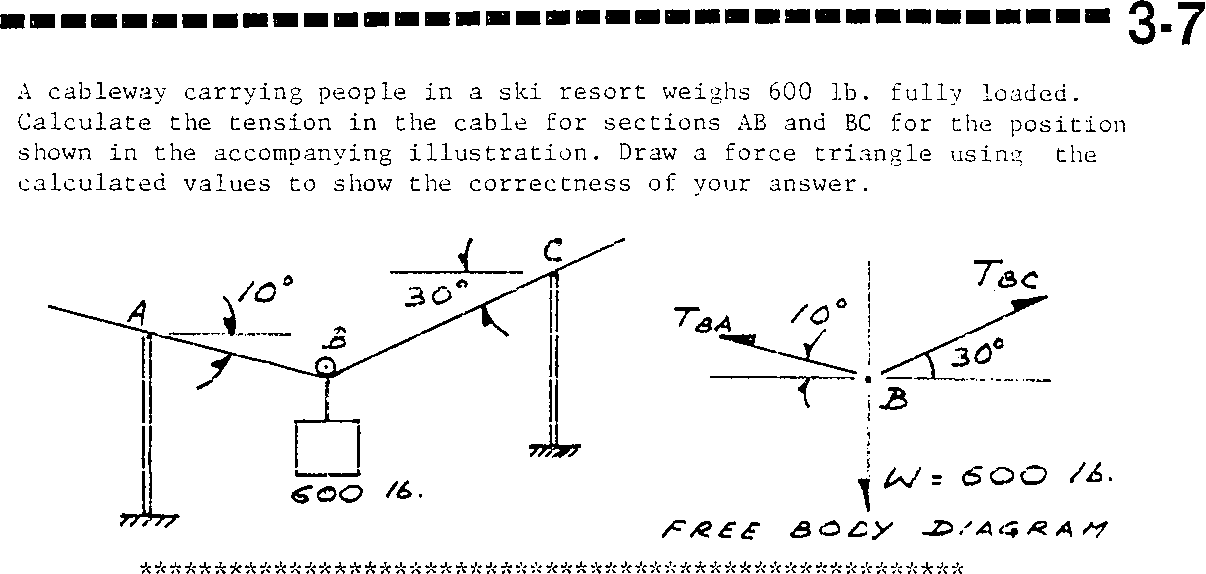 3-7
A cableway carrying people in a ski resort weighs 600 lb. fully loaded.
Calculate the tension in the cable for sections AB and BC for the position
shown in the accompanying illustration. Draw a force triangle using the
calculated values to show the correctness of your answer.
A
10°
B
30°
C
600 lb.
TBA
10°
TBC
30°
B
W = 600 lb.
FREE BODY DIAGRAM
*******************************************************